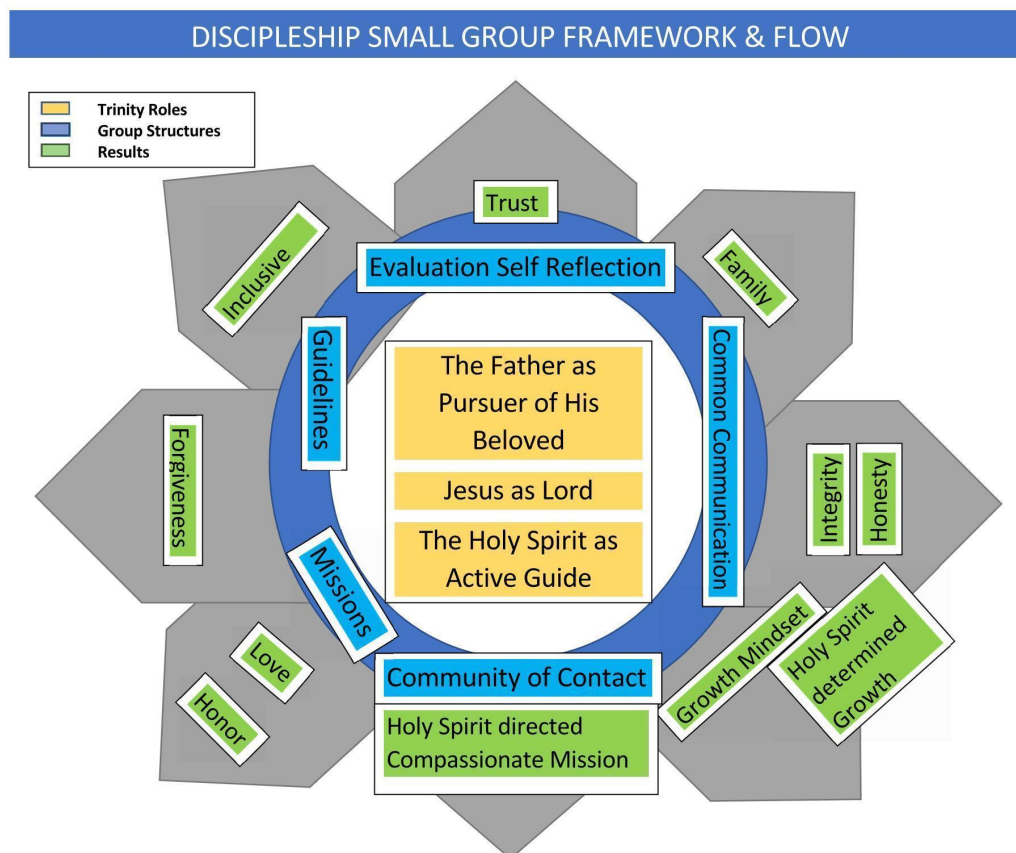 DISCIPLESHIP SMALL GROUP FRAMEWORK & FLOW
Trinity Roles
Group Structures
Results
Trust
Evaluation Self Reflection
Inclusive
Family
Guidelines
Common Communication
The Father as
Pursuer of His
Beloved
Jesus as Lord
The Holy Spirit as
Active Guide
Forgiveness
Integrity
Honesty
Missions
Love
Honor
Growth Mindset
Holy Spirit
determined
Growth
Community of Contact
Holy Spirit directed
Compassionate Mission